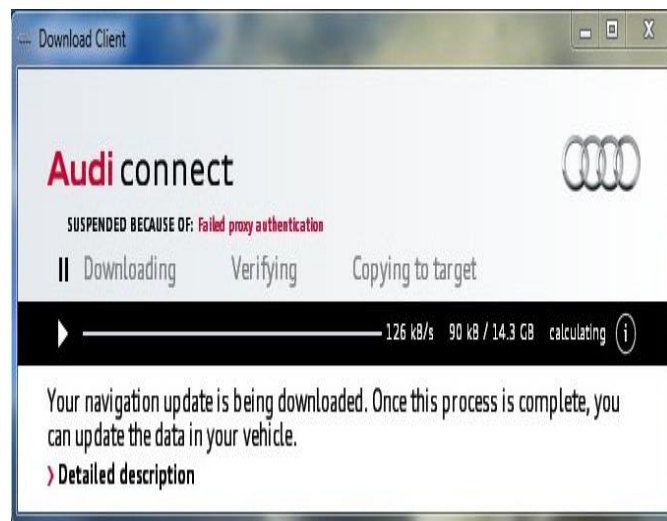 Download Client
Audi connect
SUSPENDED BECAUSE OF: Failed proxy authentication
Downloading Verifying Copying to target
126 kB/s 90 kB / 14.3 GB calculating i
Your navigation update is being downloaded. Once this process is complete, you
can update the data in your vehicle.
› Detailed description